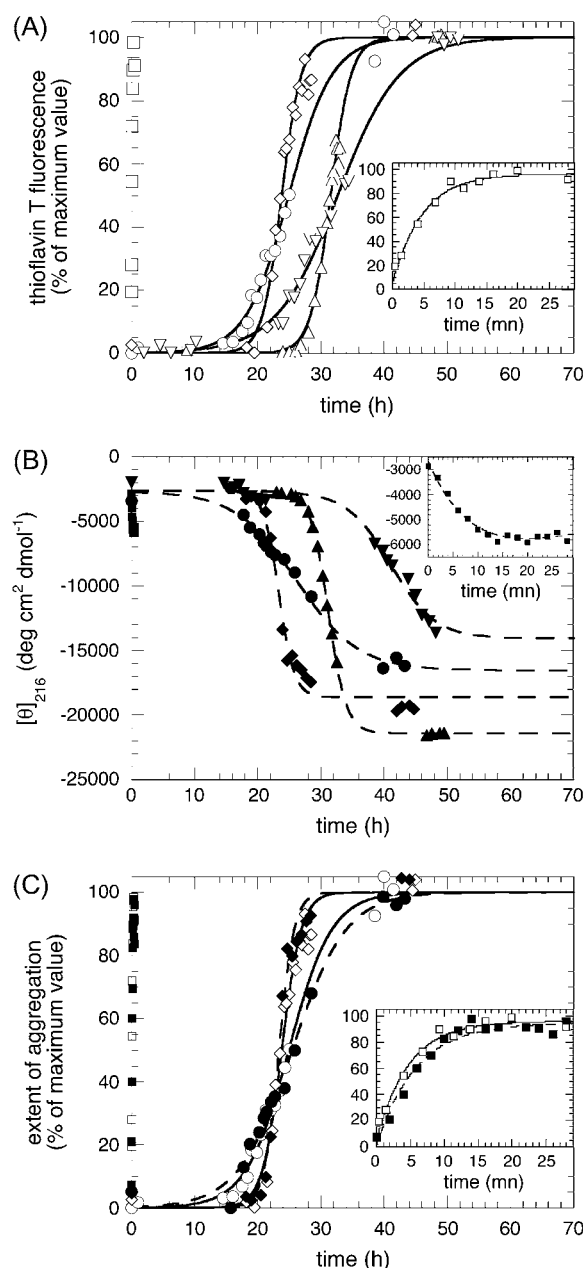 (A)
thioflavin T fluorescence
(% of maximum value)
100
80
60
40
20
0
0 10 20 30 40 50 60 70
time (h)
100
80
60
40
20
0
0 5 10 15 20 25
time (mn)
(B)
[θ]216 (deg cm2 dmol-1)
0
-5000
-10000
-15000
-20000
-25000
0 10 20 30 40 50 60 70
time (h)
-3000
-4000
-5000
-6000
0 5 10 15 20 25
time (mn)
(C)
extent of aggregation
(% of maximum value)
100
80
60
40
20
0
0 10 20 30 40 50 60 70
time (h)
100
80
60
40
20
0
0 5 10 15 20 25
time (mn)